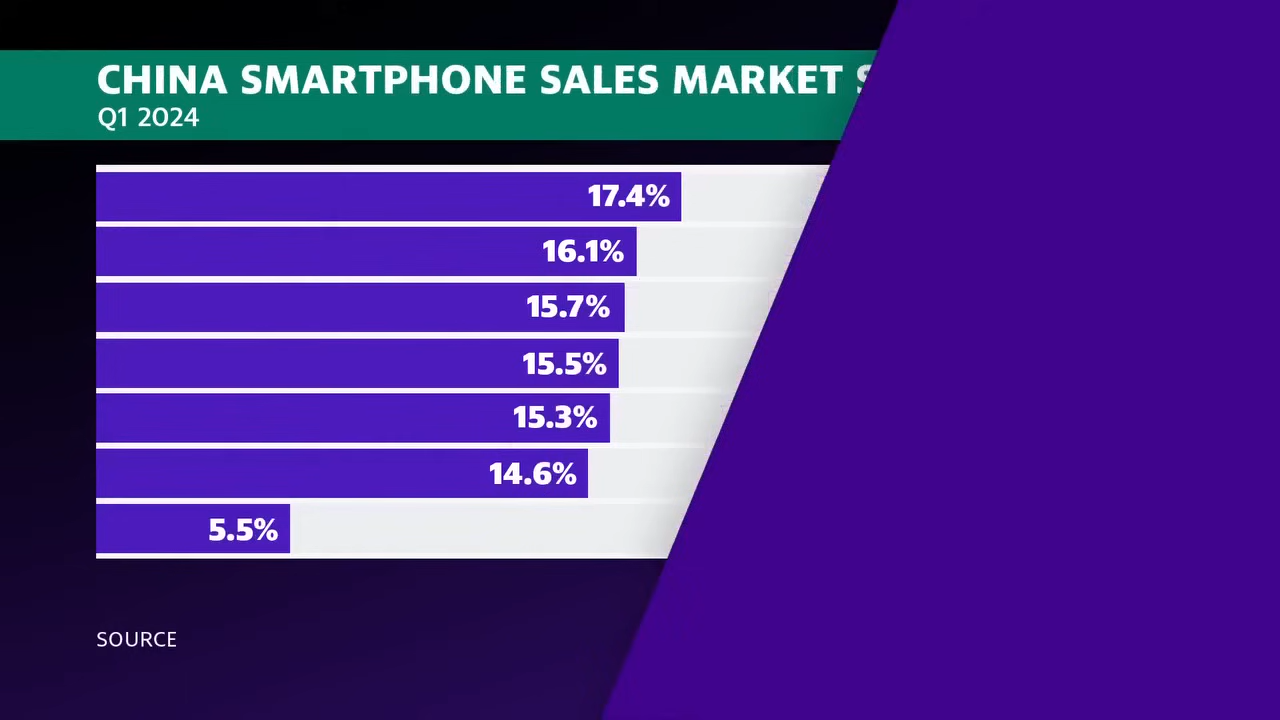 CHINA SMARTPHONE SALES MARKET
Q1 2024
17.4%
16.1%
15.7%
15.5%
15.3%
14.6%
5.5%
SOURCE